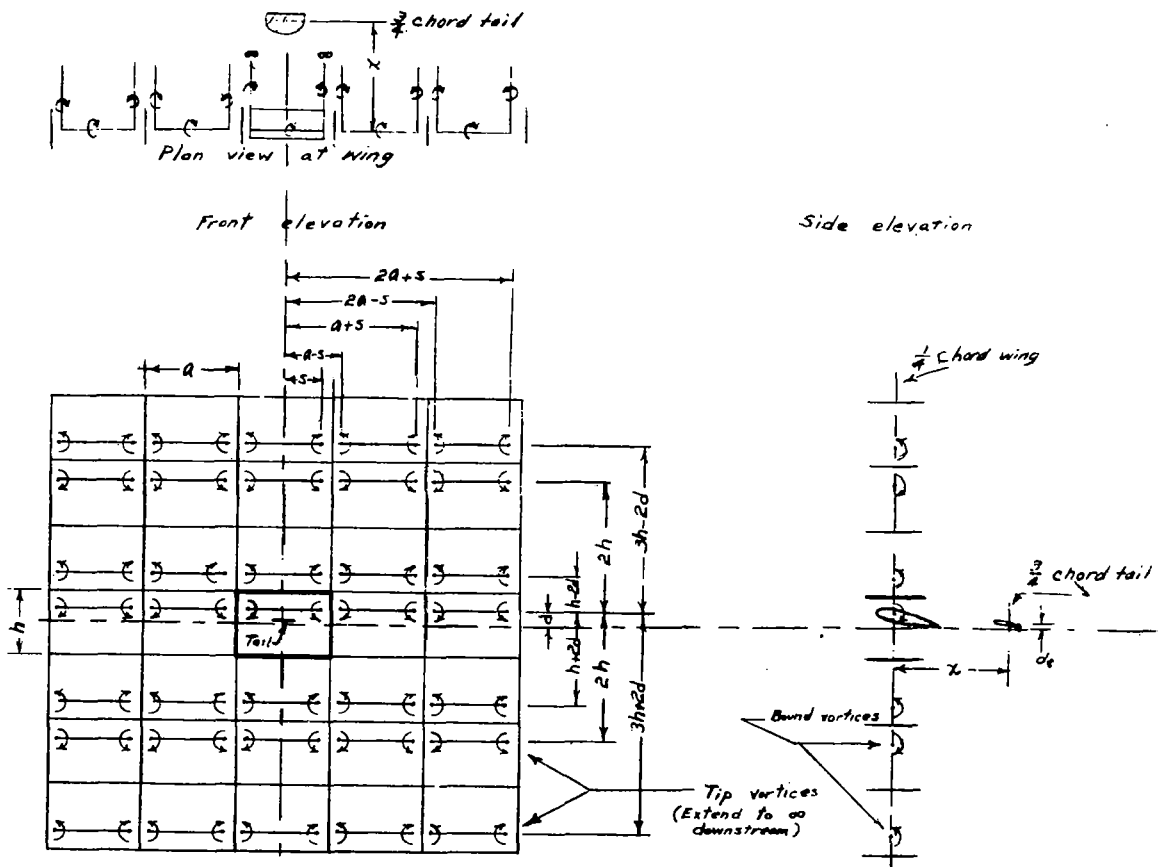 3/4 chord tail
x
∞
∞
Plan view at wing
Front elevation
Side elevation
2a+s
2a-s
a+s
a-s
s
a
1/4 chord wing
3h-2d
2h
h-2d
d
h
Tail
h+2d
2h
3h+2d
3/4 chord tail
x
dt
Bound vortices
Tip vortices
(Extend to ∞
downstream)